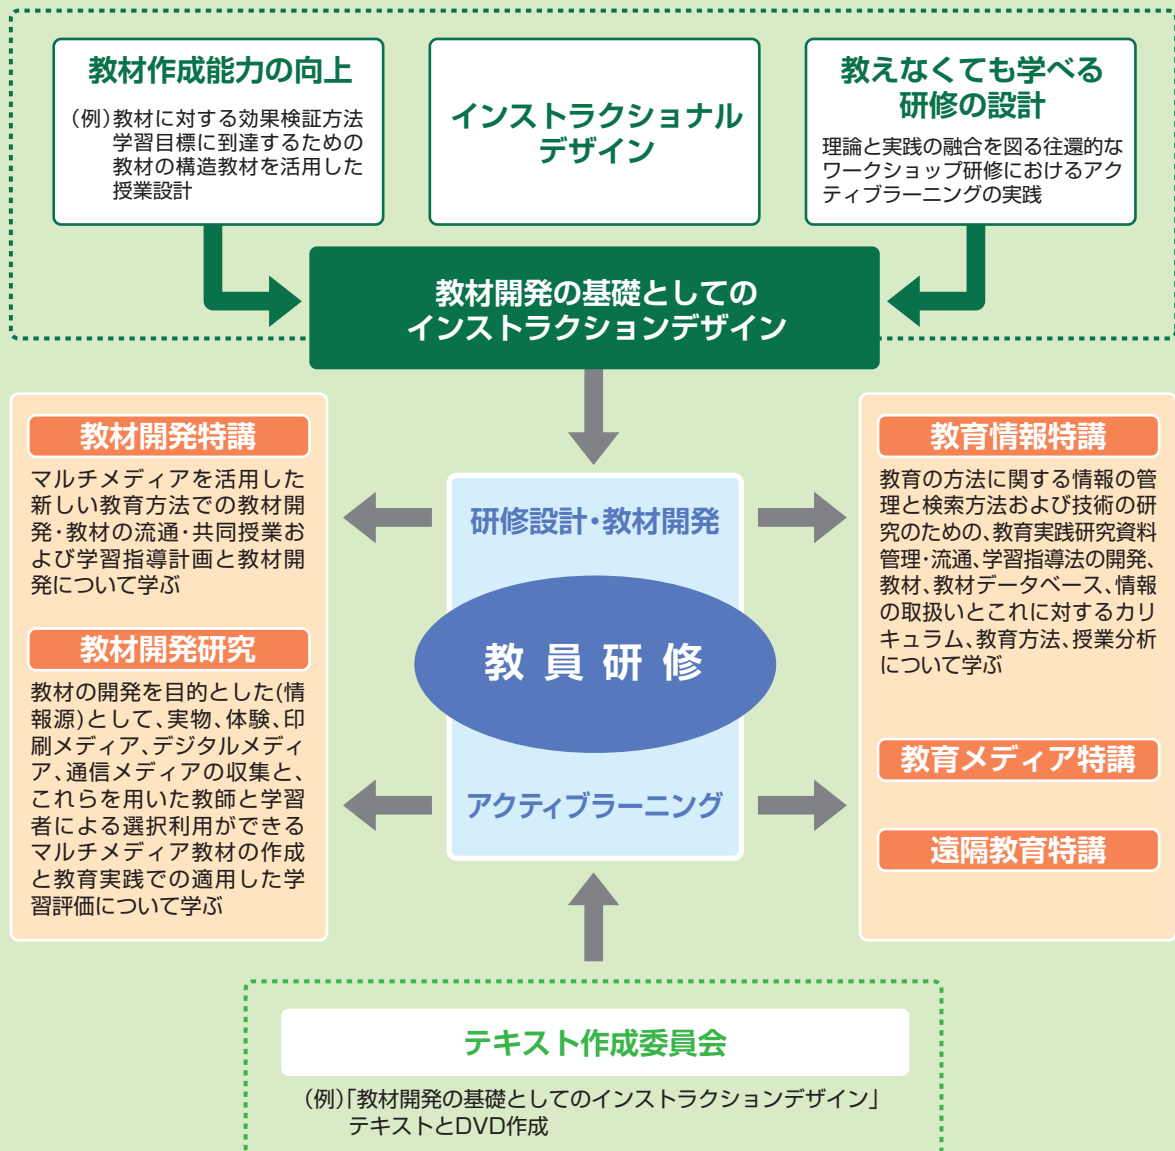 教材作成能力の向上
(例)教材に対する効果検証方法
学習目標に到達するための
教材の構造教材を活用した
授業設計
インストラクショナル
デザイン
教えなくても学べる
研修の設計
理論と実践の融合を図る往還的な
ワークショップ研修におけるアク
ティブラーニングの実践
教材開発の基礎としての
インストラクションデザイン
教材開発特講
マルチメディアを活用した
新しい教育方法での教材開
発・教材の流通・共同授業お
よび学習指導計画と教材開
発について学ぶ
教材開発研究
教材の開発を目的とした(情
報源)として、実物、体験、印
刷メディア、デジタルメディ
ア、通信メディアの収集と、
これらを用いた教師と学習
者による選択利用ができる
マルチメディア教材の作成
と教育実践での適用した学
習評価について学ぶ
研修設計・教材開発
教員研修
アクティブラーニング
教育情報特講
教育の方法に関する情報の管
理と検索方法および技術の研
究のための、教育実践研究資料
管理・流通、学習指導法の開発、
教材、教材データベース、情報
の取扱いとこれに対するカリ
キュラム、教育方法、授業分析
について学ぶ
教育メディア特講
遠隔教育特講
テキスト作成委員会
(例)「教材開発の基礎としてのインストラクションデザイン」
テキストとDVD作成